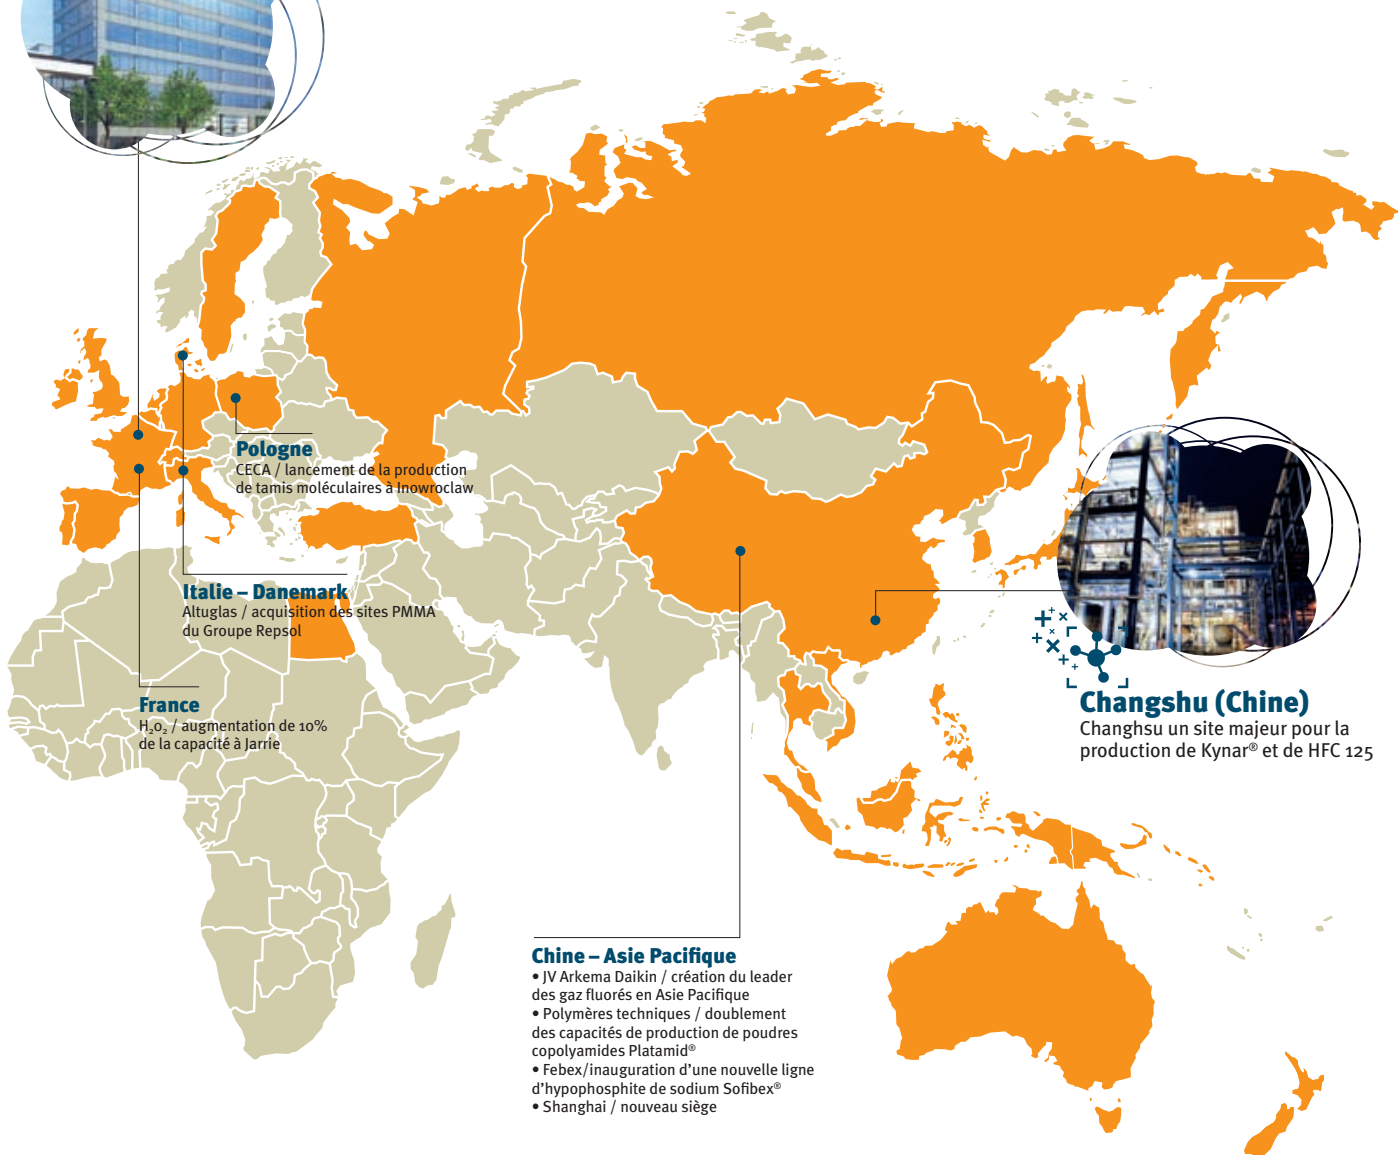 Pologne
CECA / lancement de la production
de tamis moléculaires à Inowroclaw
Italie – Danemark
Altuglas / acquisition des sites PMMA
du Groupe Repsol
France
H₂o₂ / augmentation de 10%
de la capacité à Jarrie
Changshu (Chine)
Changhsu un site majeur pour la
production de Kynar® et de HFC 125
Chine – Asie Pacifique
• JV Arkema Daikin / création du leader
des gaz fluorés en Asie Pacifique
• Polymères techniques / doublement
des capacités de production de poudres
copolyamides Platamid®
• Febex/inauguration d’une nouvelle ligne
d’hypophosphite de sodium Sofibex®
• Shanghai / nouveau siège